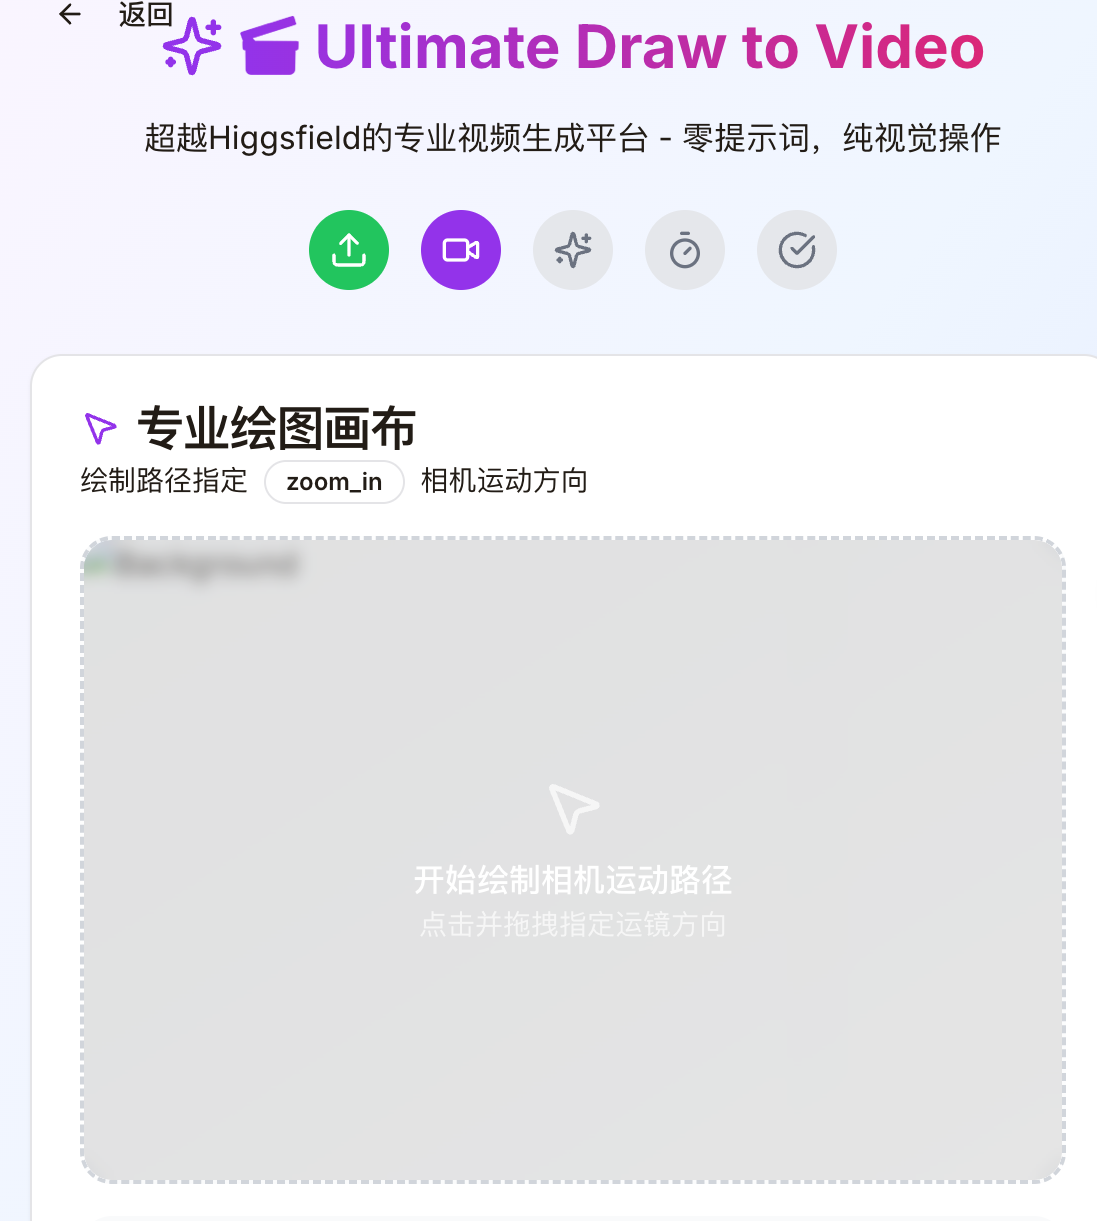 返回
Ultimate Draw to Video
超越Higgsfield的专业视频生成平台 - 零提示词，纯视觉操作
专业绘图画布
绘制路径指定 zoom_in 相机运动方向
Background
开始绘制相机运动路径
点击并拖拽指定运镜方向